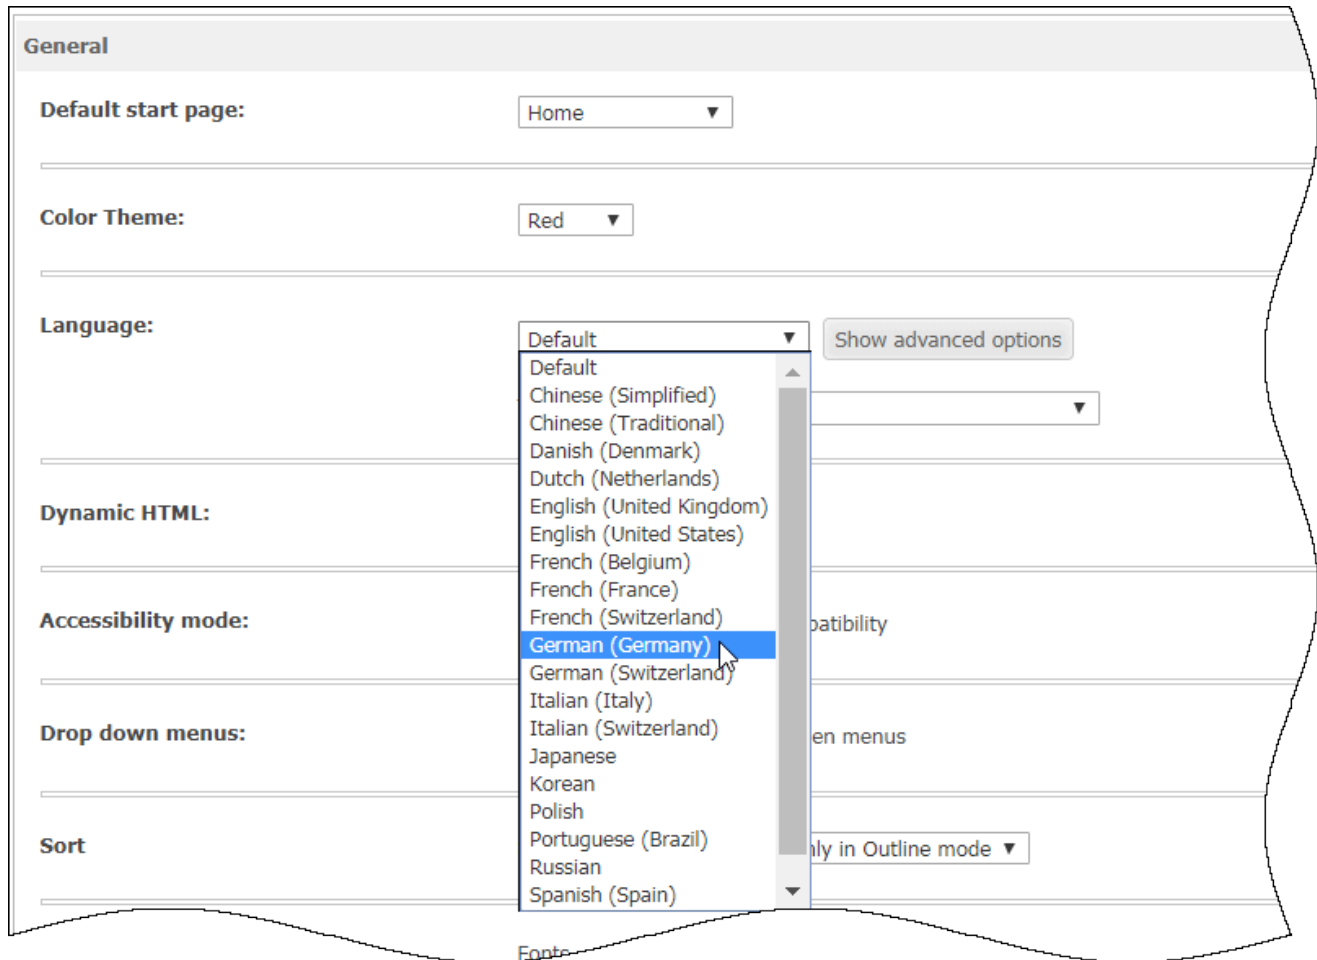 General
Default start page:
Home
Color Theme:
Red
Language:
Default
Show advanced options
Default
Chinese (Simplified)
Chinese (Traditional)
Danish (Denmark)
Dutch (Netherlands)
English (United Kingdom)
English (United States)
French (Belgium)
French (France)
French (Switzerland)
German (Germany)
German (Switzerland)
Italian (Italy)
Italian (Switzerland)
Japanese
Korean
Polish
Portuguese (Brazil)
Russian
Spanish (Spain)
Dynamic HTML:
Accessibility mode:
patibility
Drop down menus:
en menus
Sort
nly in Outline mode
Fonts